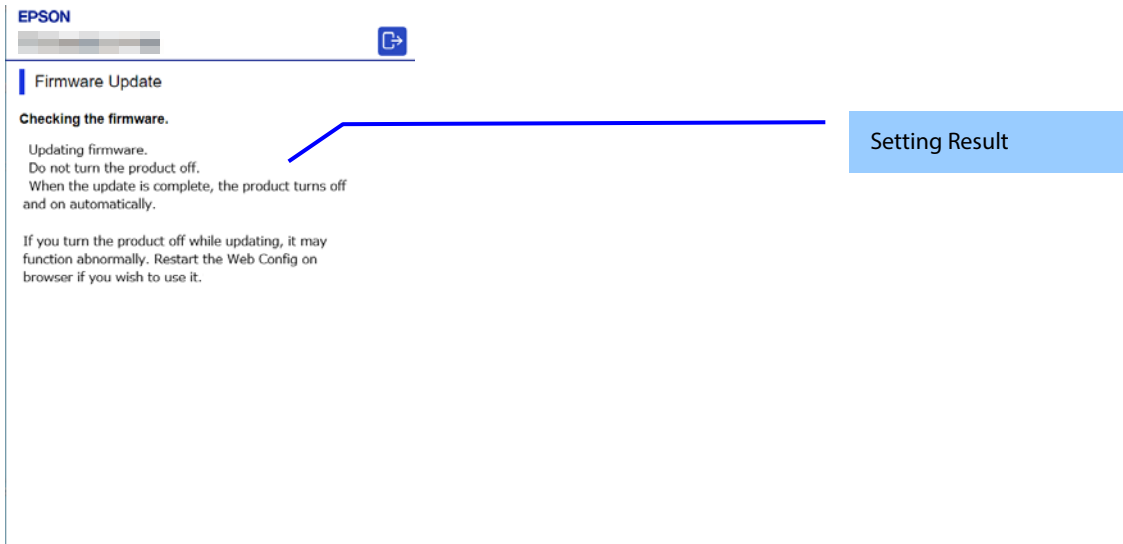 EPSON
Firmware Update
Checking the firmware.
Updating firmware.
Do not turn the product off.
When the update is complete, the product turns off
and on automatically.
If you turn the product off while updating, it may
function abnormally. Restart the Web Config on
browser if you wish to use it.
Setting Result